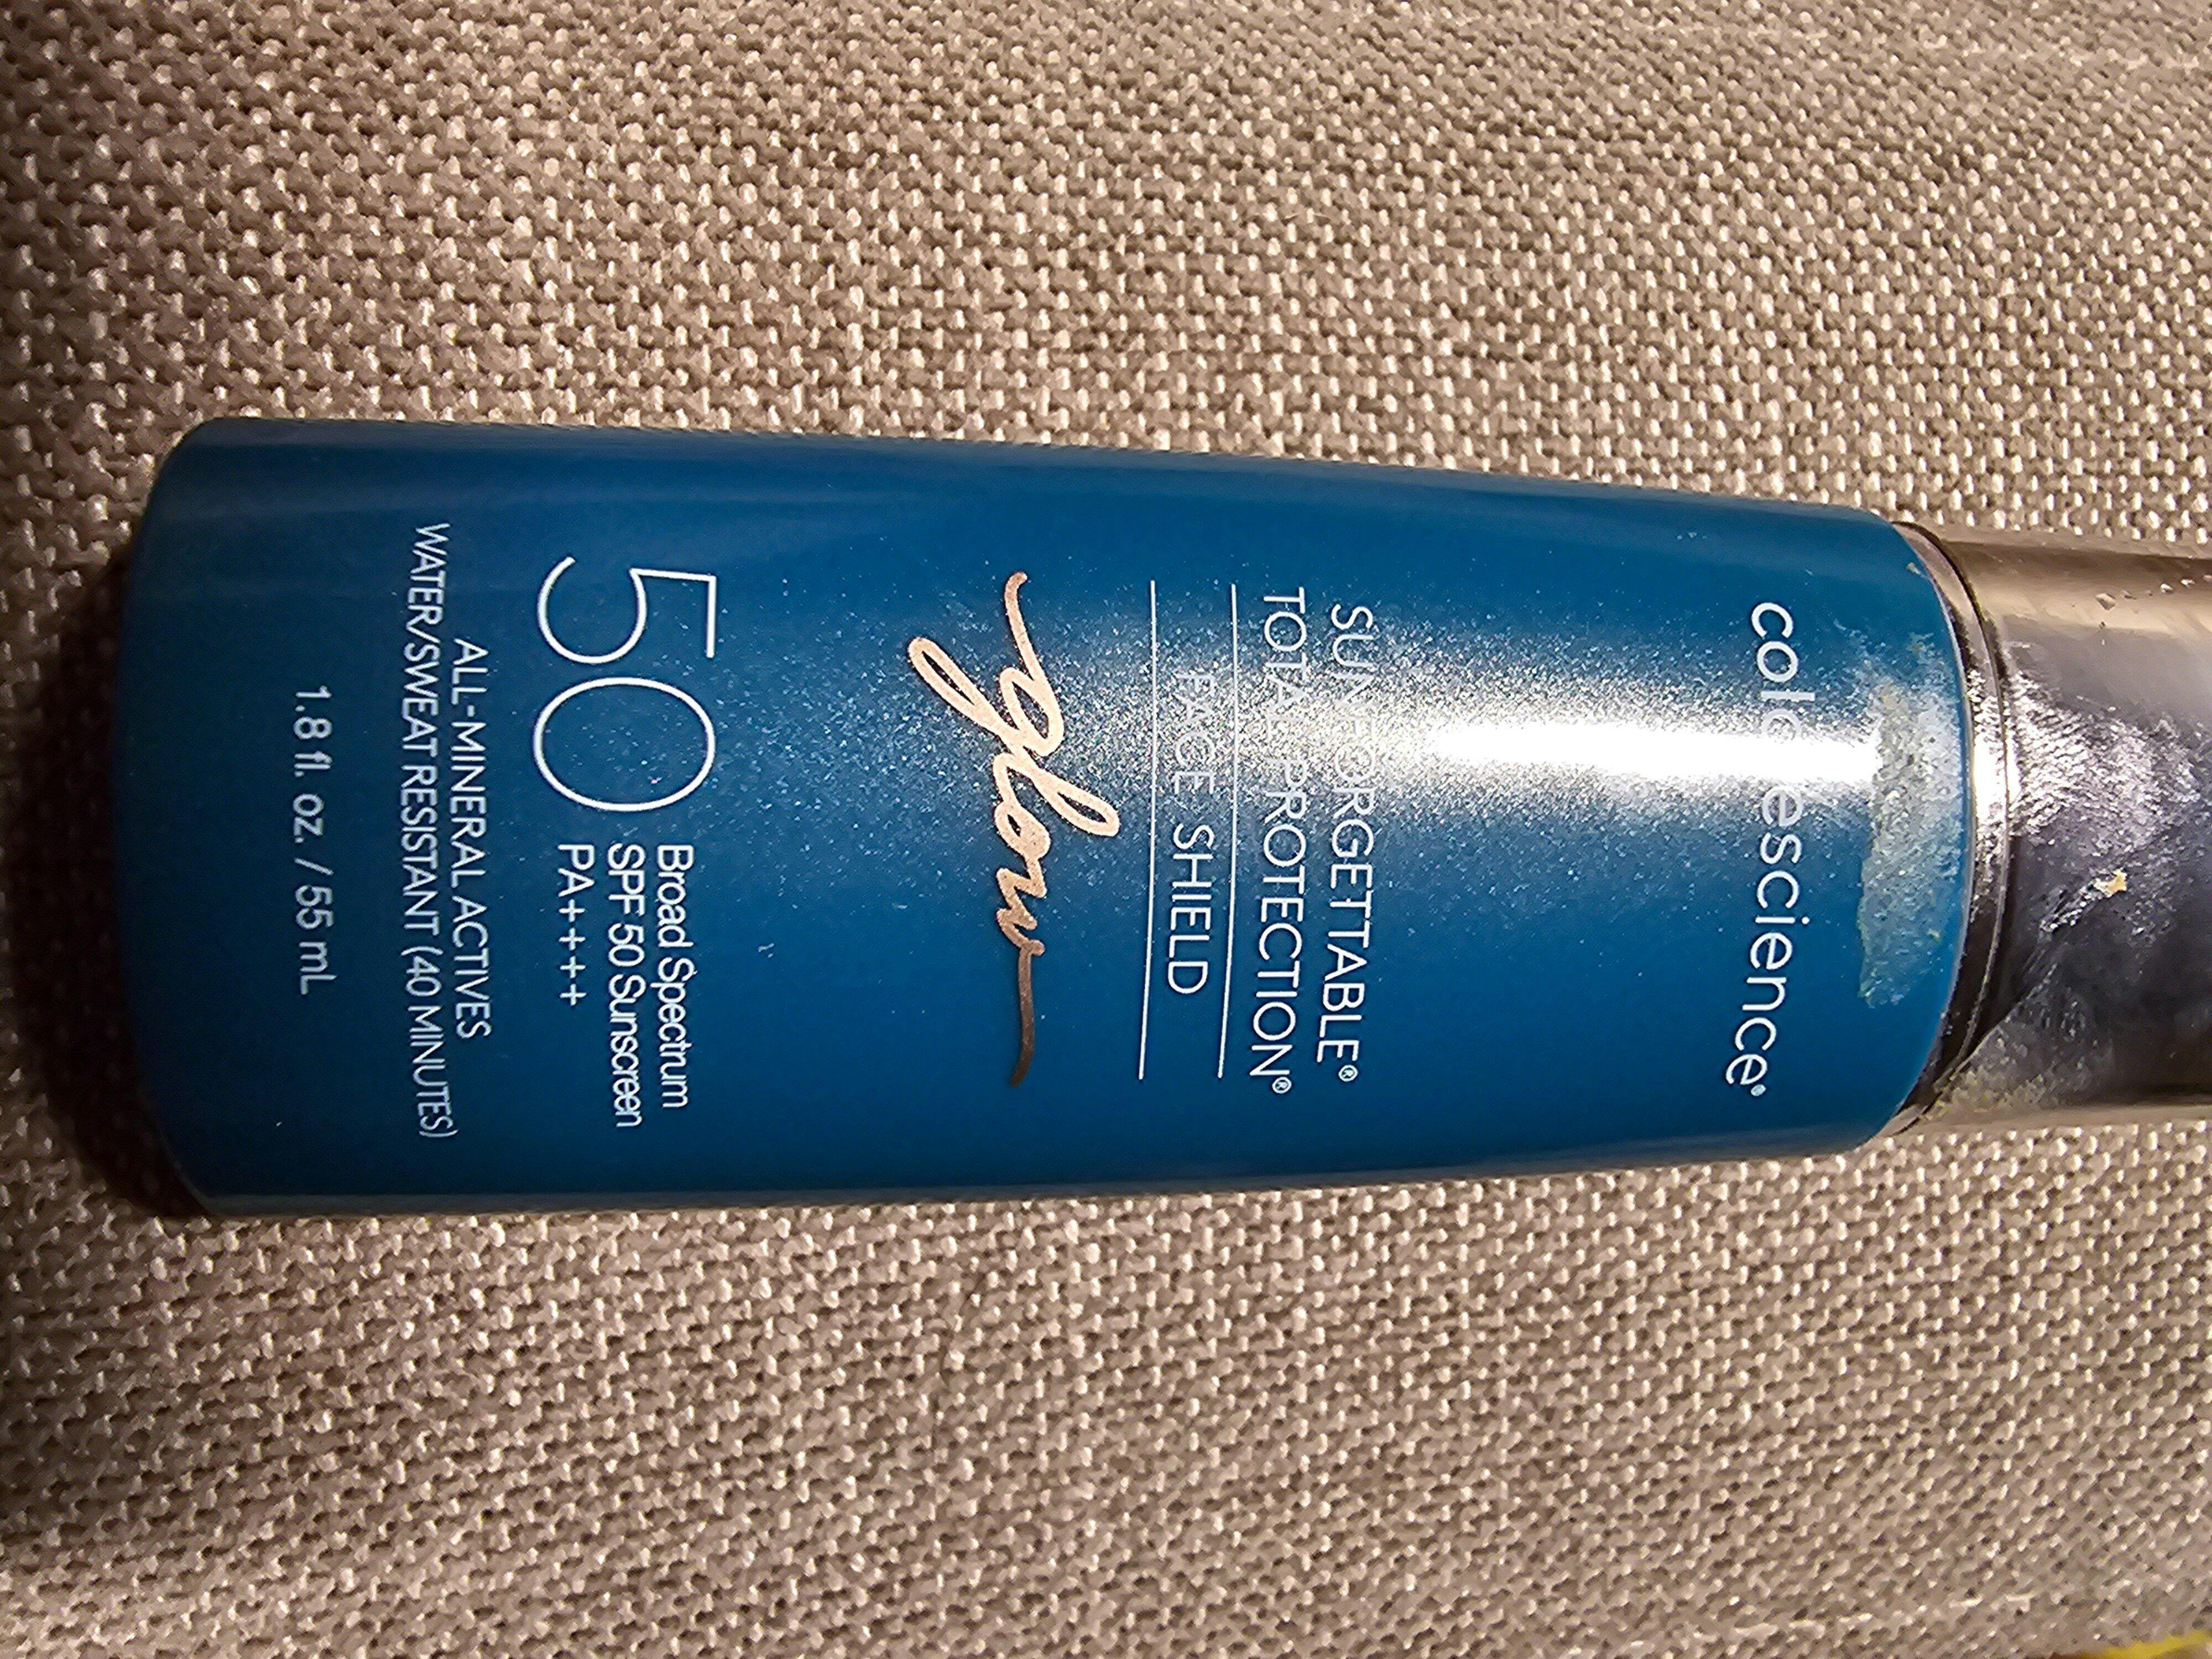 colorescience®
SUNFORGETTABLE®
TOTAL PROTECTION®
FACE SHIELD
glow
50
Broad Spectrum
SPF 50 Sunscreen
PA++++
ALL-MINERAL ACTIVES
WATER/SWEAT RESISTANT (40 MINUTES)
1.8 fl. oz. / 55 mL